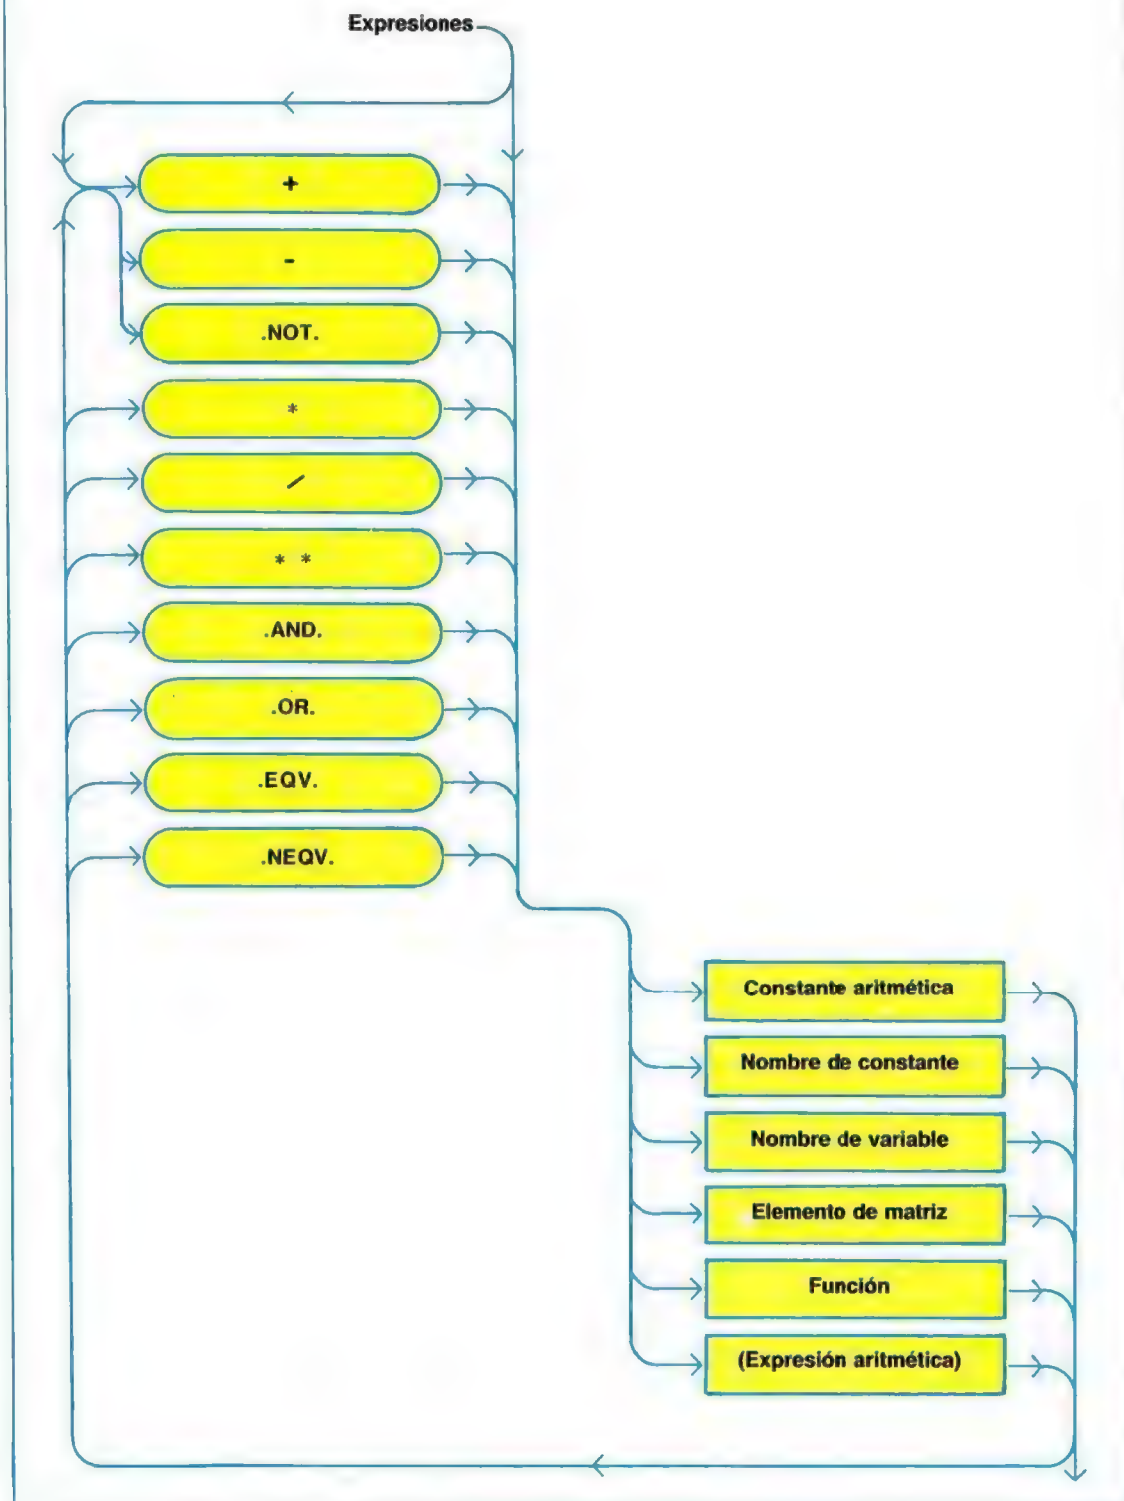 Expresiones
+
-
.NOT.
*
/
* *
.AND.
.OR.
.EQV.
.NEQV.
Constante aritmética
Nombre de constante
Nombre de variable
Elemento de matriz
Función
(Expresión aritmética)